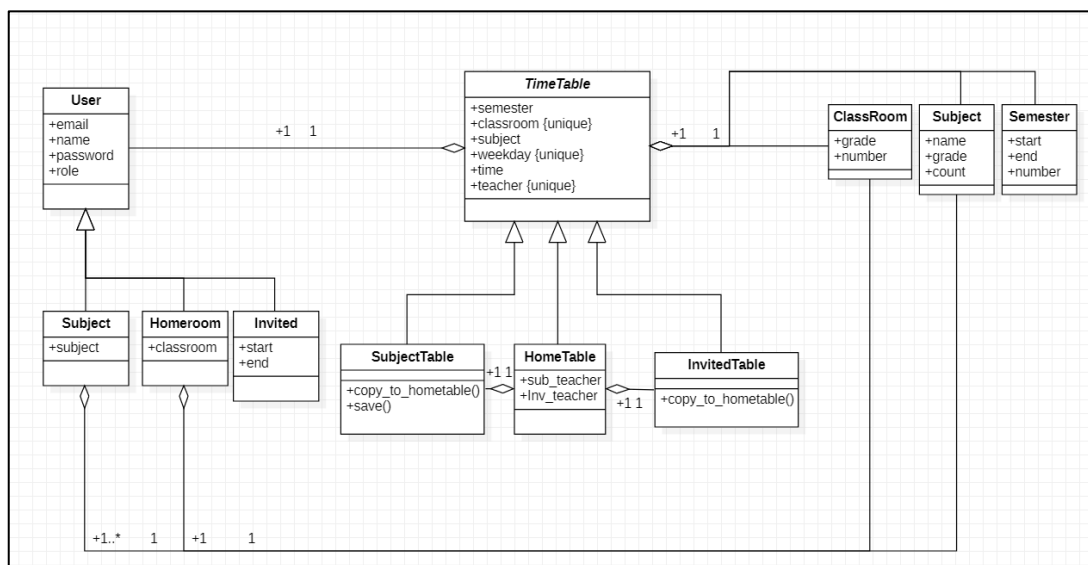 User
+email
+name
+password
+role
+1 1
TimeTable
+semester
+classroom {unique}
+subject
+weekday {unique}
+time
+teacher {unique}
+1 1
ClassRoom
+grade
+number
Subject
+name
+grade
+count
Semester
+start
+end
+number
Subject
+subject
Homeroom
+classroom
Invited
+start
+end
SubjectTable
+copy_to_hometable()
+save()
+1 1
HomeTable
+sub_teacher
+Inv_teacher
+1 1
InvitedTable
+copy_to_hometable()
+1..* 1 +1 1